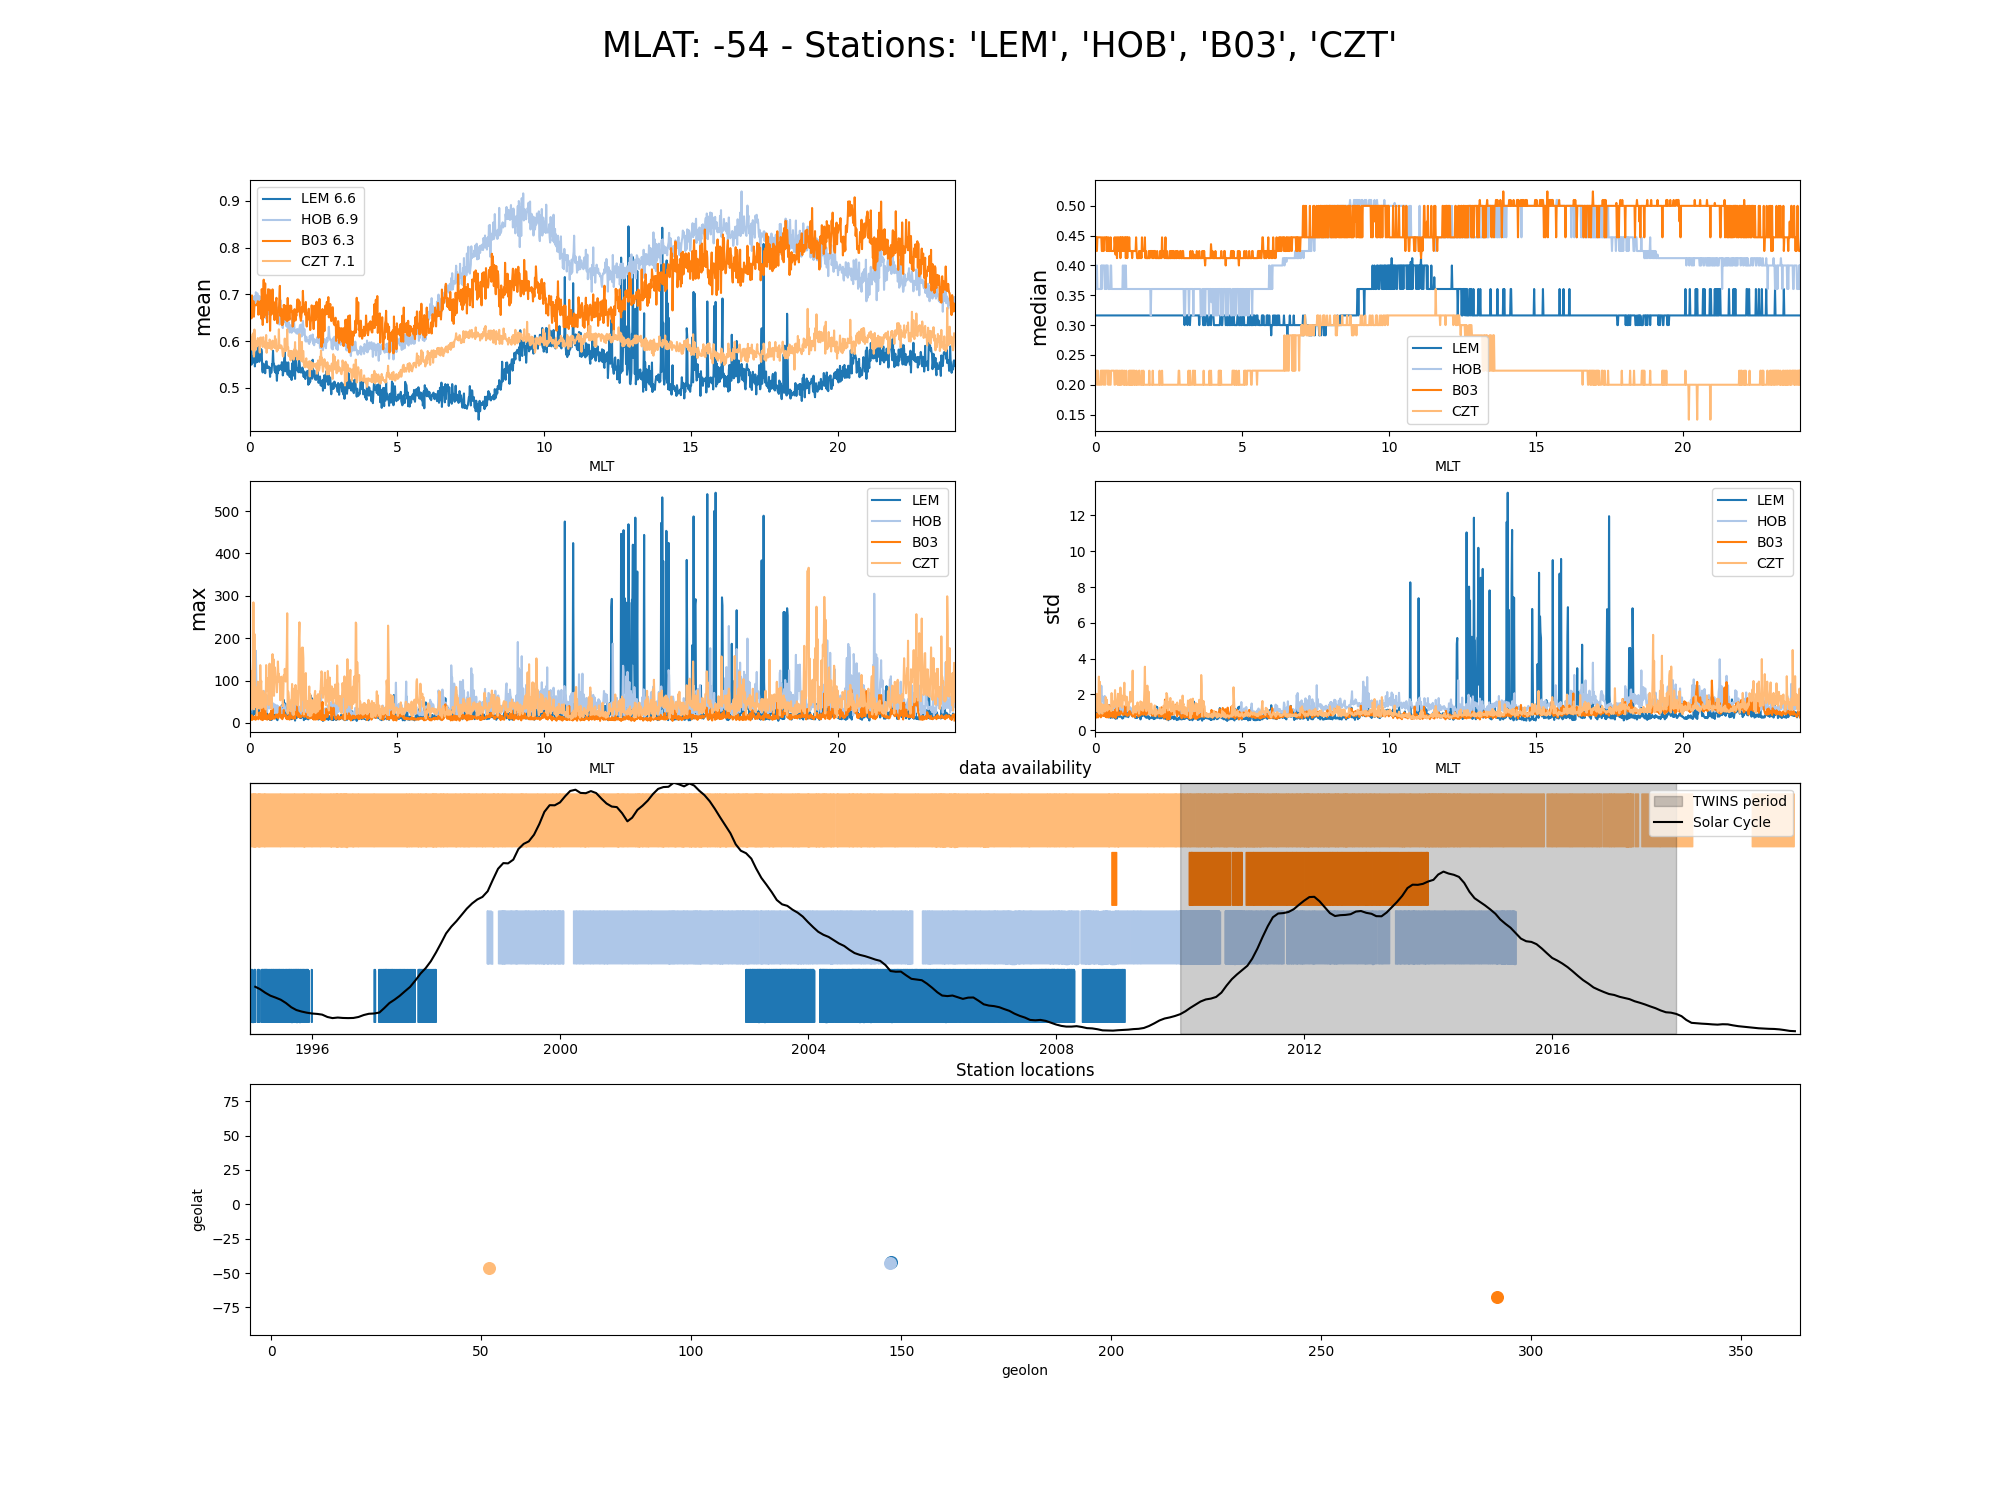 MLAT: -54 - Stations: 'LEM', 'HOB', 'B03', 'CZT'
mean
0.9
0.8
0.7
0.6
0.5
LEM 6.6
HOB 6.9
B03 6.3
CZT 7.1
0 5 10 15 20
MLT
median
0.50
0.45
0.40
0.35
0.30
0.25
0.20
0.15
LEM
HOB
B03
CZT
0 5 10 15 20
MLT
max
500
400
300
200
100
0
LEM
HOB
B03
CZT
0 5 10 15 20
MLT
std
12
10
8
6
4
2
0
LEM
HOB
B03
CZT
0 5 10 15 20
MLT
data availability
TWINS period
Solar Cycle
1996 2000 2004 2008 2012 2016
Station locations
geolat
75
50
25
0
−25
−50
−75
0 50 100 150 200 250 300 350
geolon